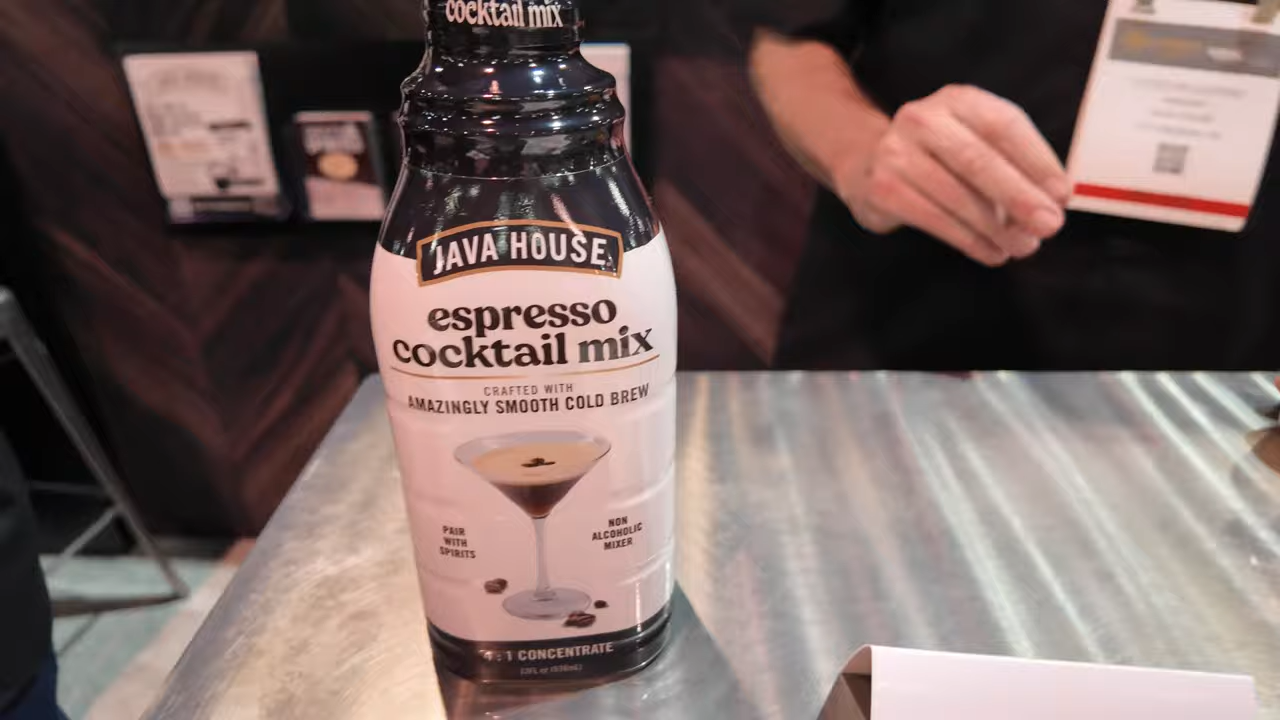 cocktail mix
JAVA HOUSE
espresso
cocktail mix
CRAFTED WITH
AMAZINGLY SMOOTH COLD BREW
PAIR
WITH
SPIRITS
NON
ALCOHOLIC
MIXER
: 1 CONCENTRATE